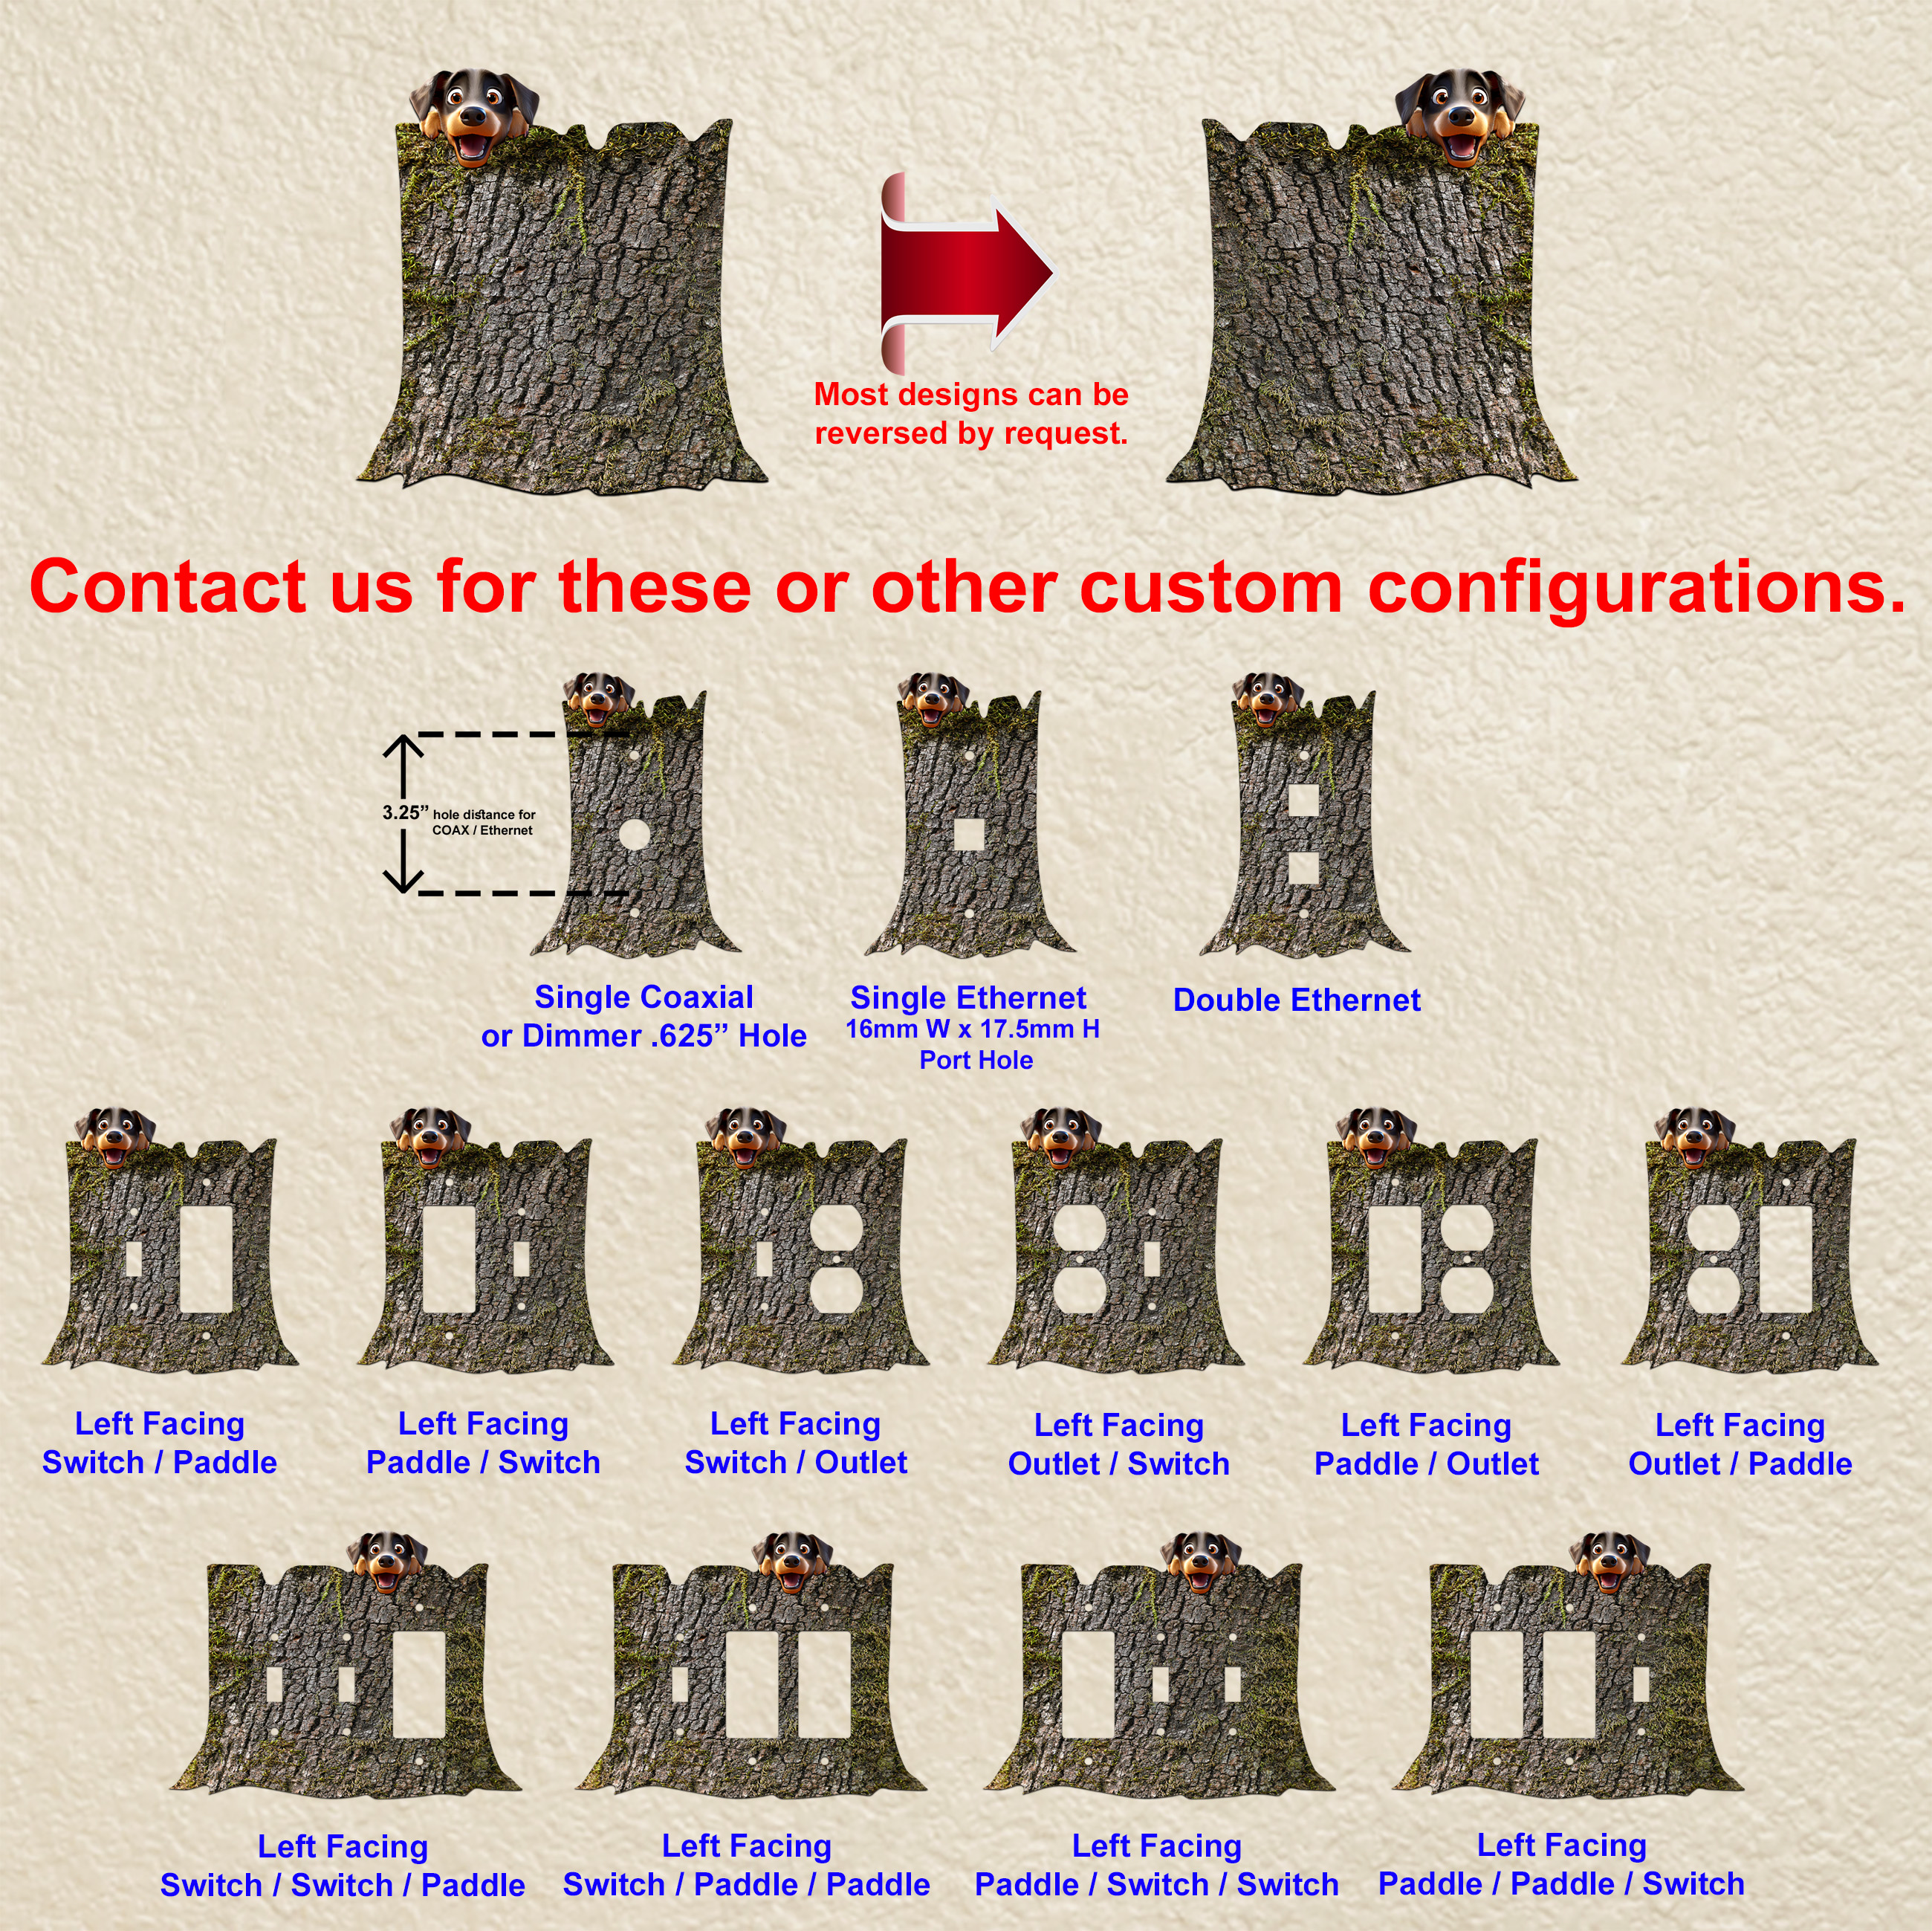 Most designs can be
reversed by request.
Contact us for these or other custom configurations.
3.25” hole distance for
COAX / Ethernet
Single Coaxial
or Dimmer .625” Hole
Single Ethernet
16mm W x 17.5mm H
Port Hole
Double Ethernet
Left Facing
Switch / Paddle
Left Facing
Paddle / Switch
Left Facing
Switch / Outlet
Left Facing
Outlet / Switch
Left Facing
Paddle / Outlet
Left Facing
Outlet / Paddle
Left Facing
Switch / Switch / Paddle
Left Facing
Switch / Paddle / Paddle
Left Facing
Paddle / Switch / Switch
Left Facing
Paddle / Paddle / Switch